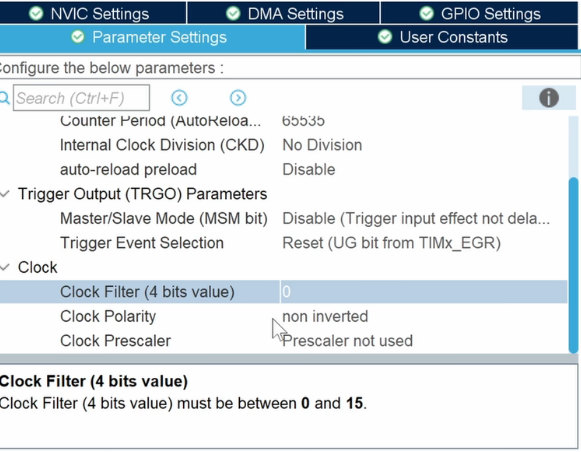 NVIC Settings DMA Settings GPIO Settings
Parameter Settings User Constants
Configure the below parameters :
Search (Ctrl+F)
Counter Period (AutoReloa... 65535
Internal Clock Division (CKD) No Division
auto-reload preload Disable
Trigger Output (TRGO) Parameters
Master/Slave Mode (MSM bit) Disable (Trigger input effect not dela...
Trigger Event Selection Reset (UG bit from TIMx_EGR)
Clock
Clock Filter (4 bits value) 0
Clock Polarity non inverted
Clock Prescaler Prescaler not used
Clock Filter (4 bits value)
Clock Filter (4 bits value) must be between 0 and 15.